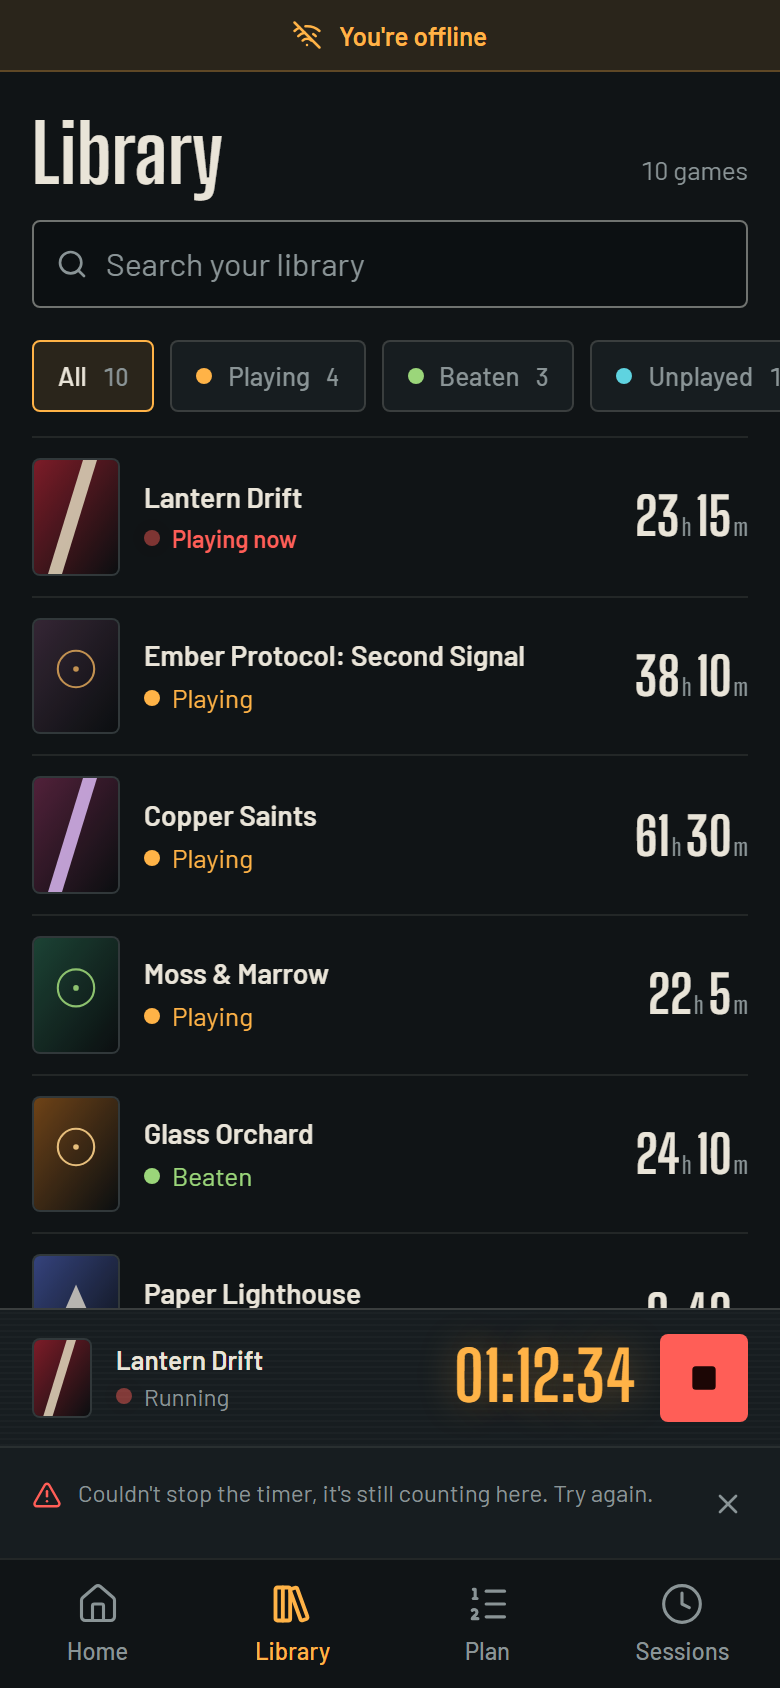 You're offline
Library
10 games
Search your library
All 10
Playing 4
Beaten 3
Unplayed
Lantern Drift
Playing now
23h 15m
Ember Protocol: Second Signal
Playing
38h 10m
Copper Saints
Playing
61h 30m
Moss & Marrow
Playing
22h 5m
Glass Orchard
Beaten
24h 10m
Paper Lighthouse
Lantern Drift
Running
01:12:34
Couldn't stop the timer, it's still counting here. Try again.
1
2
Home
Library
Plan
Sessions